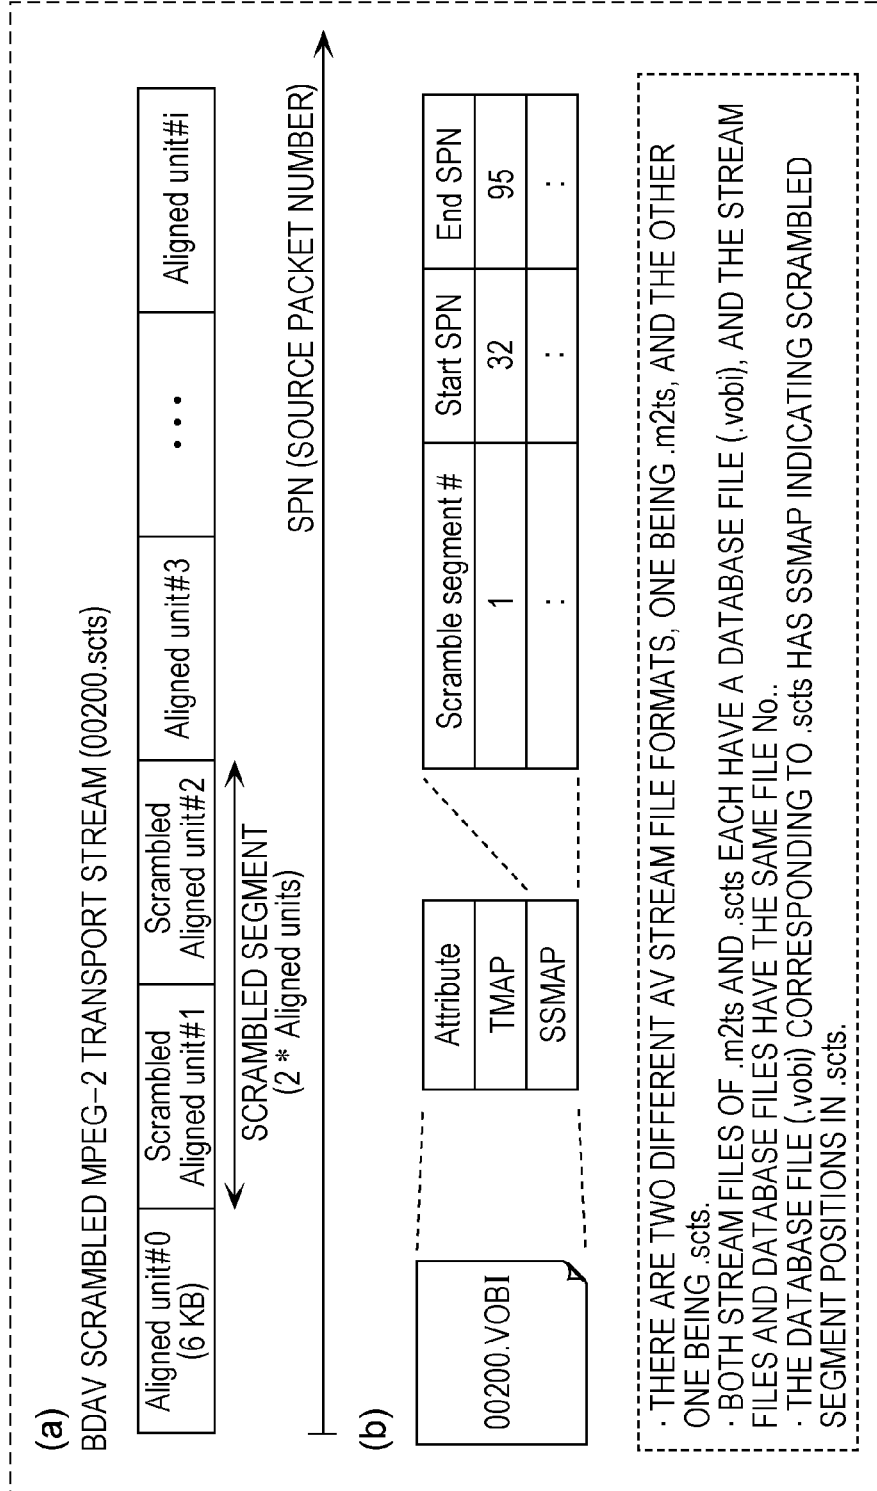 (a)
BDAV SCRAMBLED MPEG-2 TRANSPORT STREAM (00200.scts)
Aligned unit#0
(6 KB)
Scrambled
Aligned unit#1
Scrambled
Aligned unit#2
Aligned unit#3
• • •
Aligned unit#i
SCRAMBLED SEGMENT
(2 * Aligned units)
SPN (SOURCE PACKET NUMBER)
(b)
00200.VOBI
Attribute
TMAP
SSMAP
Scramble segment # Start SPN End SPN
1 32 95
: : :
· THERE ARE TWO DIFFERENT AV STREAM FILE FORMATS, ONE BEING .m2ts, AND THE OTHER
ONE BEING .scts.
· BOTH STREAM FILES OF .m2ts AND .scts EACH HAVE A DATABASE FILE (.vobi), AND THE STREAM
FILES AND DATABASE FILES HAVE THE SAME FILE No..
· THE DATABASE FILE (.vobi) CORRESPONDING TO .scts HAS SSMAP INDICATING SCRAMBLED
SEGMENT POSITIONS IN .scts.